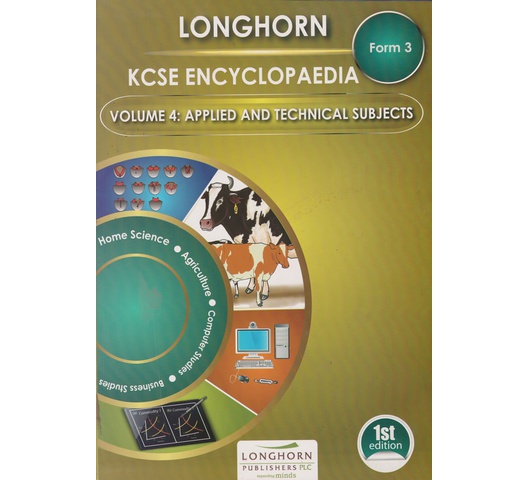 LONGHORN
Form 3
KCSE ENCYCLOPAEDIA
VOLUME 4: APPLIED AND TECHNICAL SUBJECTS
Home Science
Agriculture
Computer Studies
Business Studies
1st
edition
LONGHORN
PUBLISHERS PLC
expanding minds